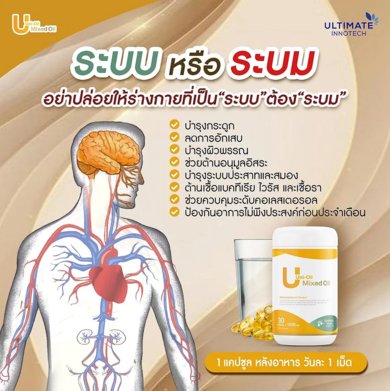 Uni-Oil
Mixed Oil
ULTIMATE
INNOTECH
ระบบ หรือ ระบม
อย่าปล่อยให้ร่างกายที่เป็น“ระบบ”ต้อง“ระบม”
บำรุงกระดูก
ลดการอักเสบ
บำรุงผิวพรรณ
ช่วยต้านอนุมูลอิสระ
บำรุงระบบประสาทและสมอง
ต้านเชื้อแบคทีเรีย ไวรัส และเชื้อรา
ช่วยควบคุมระดับคอเลสเตอรอล
ป้องกันอาการไม่พึงประสงค์ก่อนประจำเดือน
Uni-Oil
Mixed Oil
30
1 แคปซูล หลังอาหาร วันละ 1 เม็ด